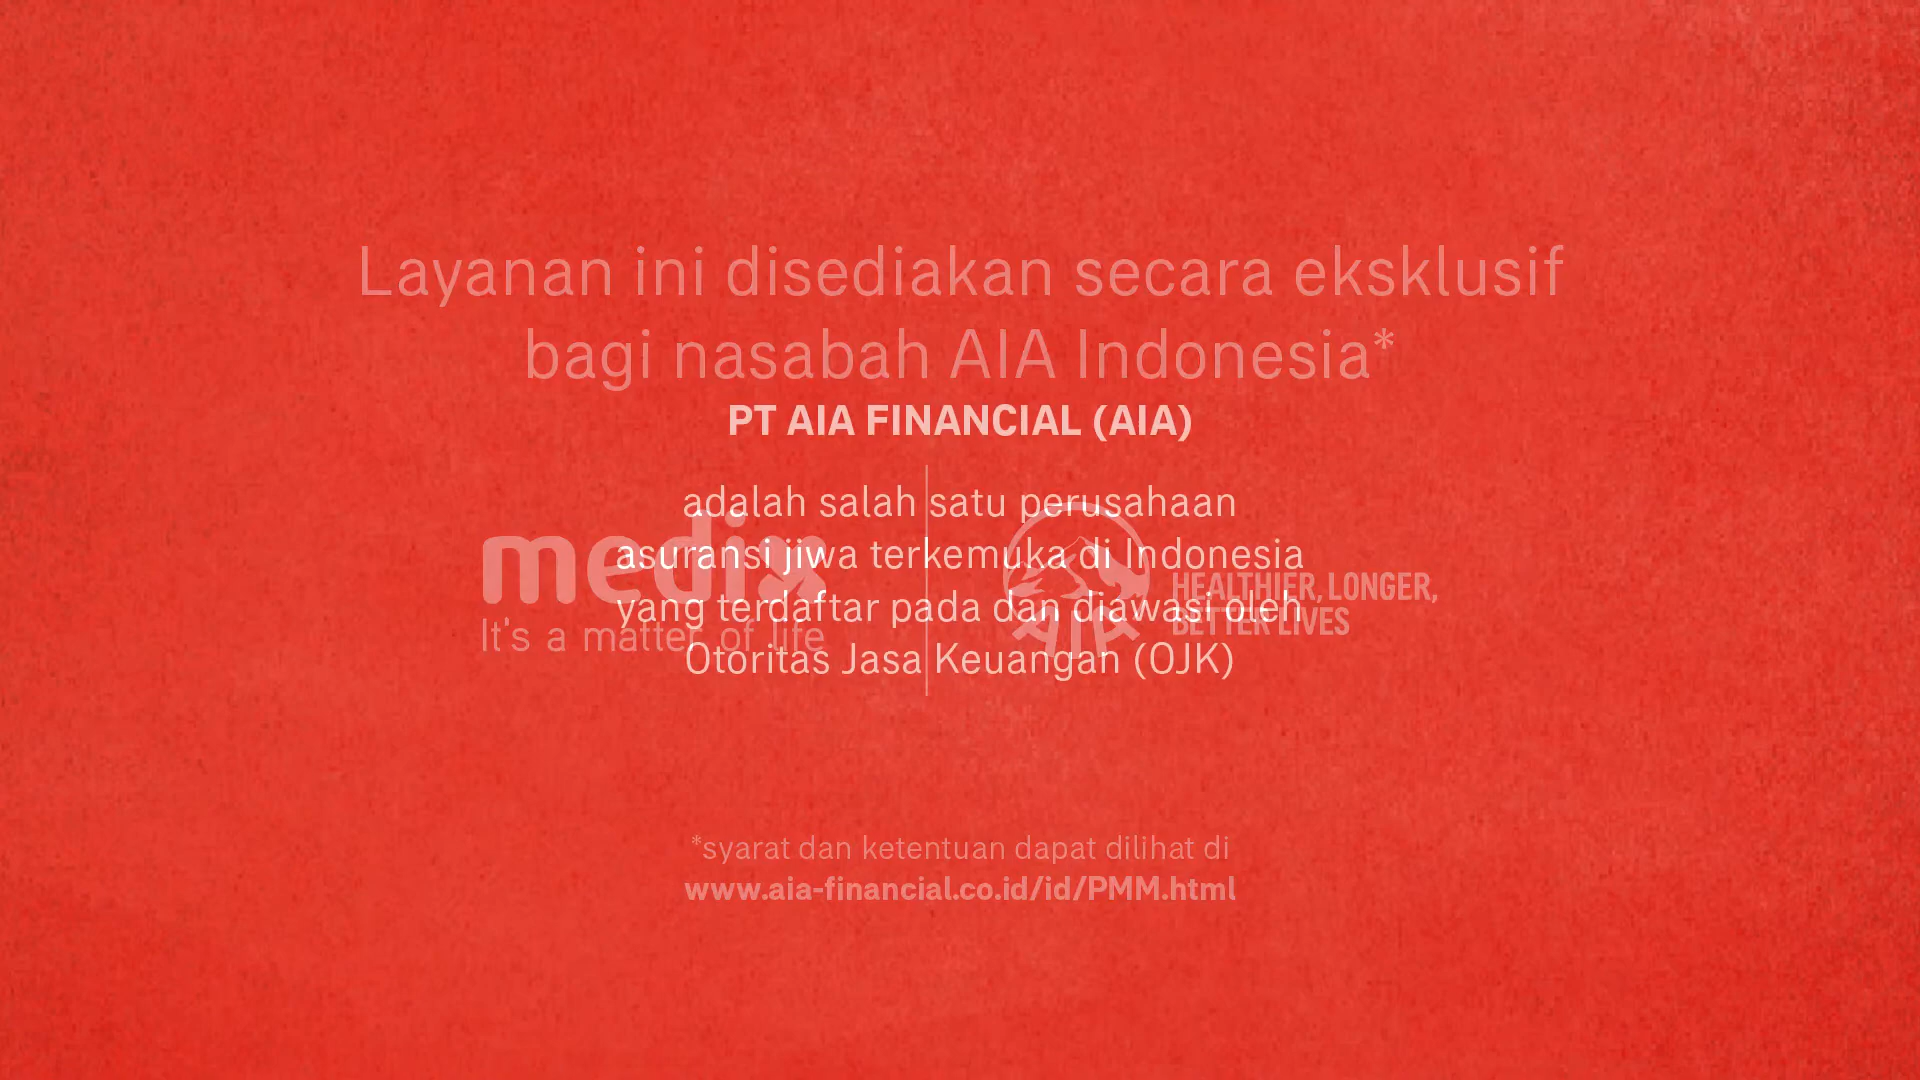 Layanan ini disediakan secara eksklusif
bagi nasabah AIA Indonesia*
PT AIA FINANCIAL (AIA)
adalah salah satu perusahaan
asuransi jiwa terkemuka di Indonesia
yang terdaftar pada dan diawasi oleh
Otoritas Jasa Keuangan (OJK)
medix
It's a matter of life
AIA
HEALTHIER, LONGER,
BETTER LIVES
*syarat dan ketentuan dapat dilihat di
www.aia-financial.co.id/id/PMM.html